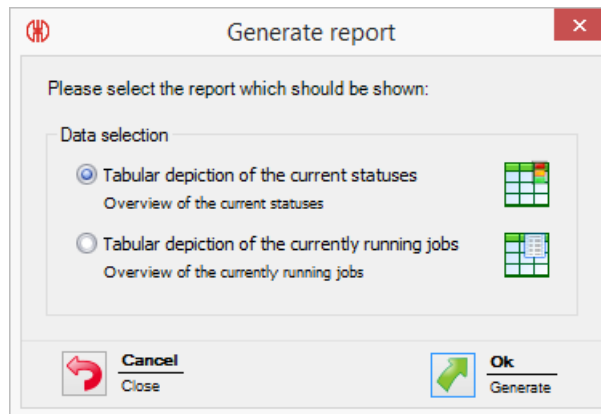 Generate report
Please select the report which should be shown:
Data selection
Tabular depiction of the current statuses
Overview of the current statuses
Tabular depiction of the currently running jobs
Overview of the currently running jobs
Cancel
Close
Ok
Generate